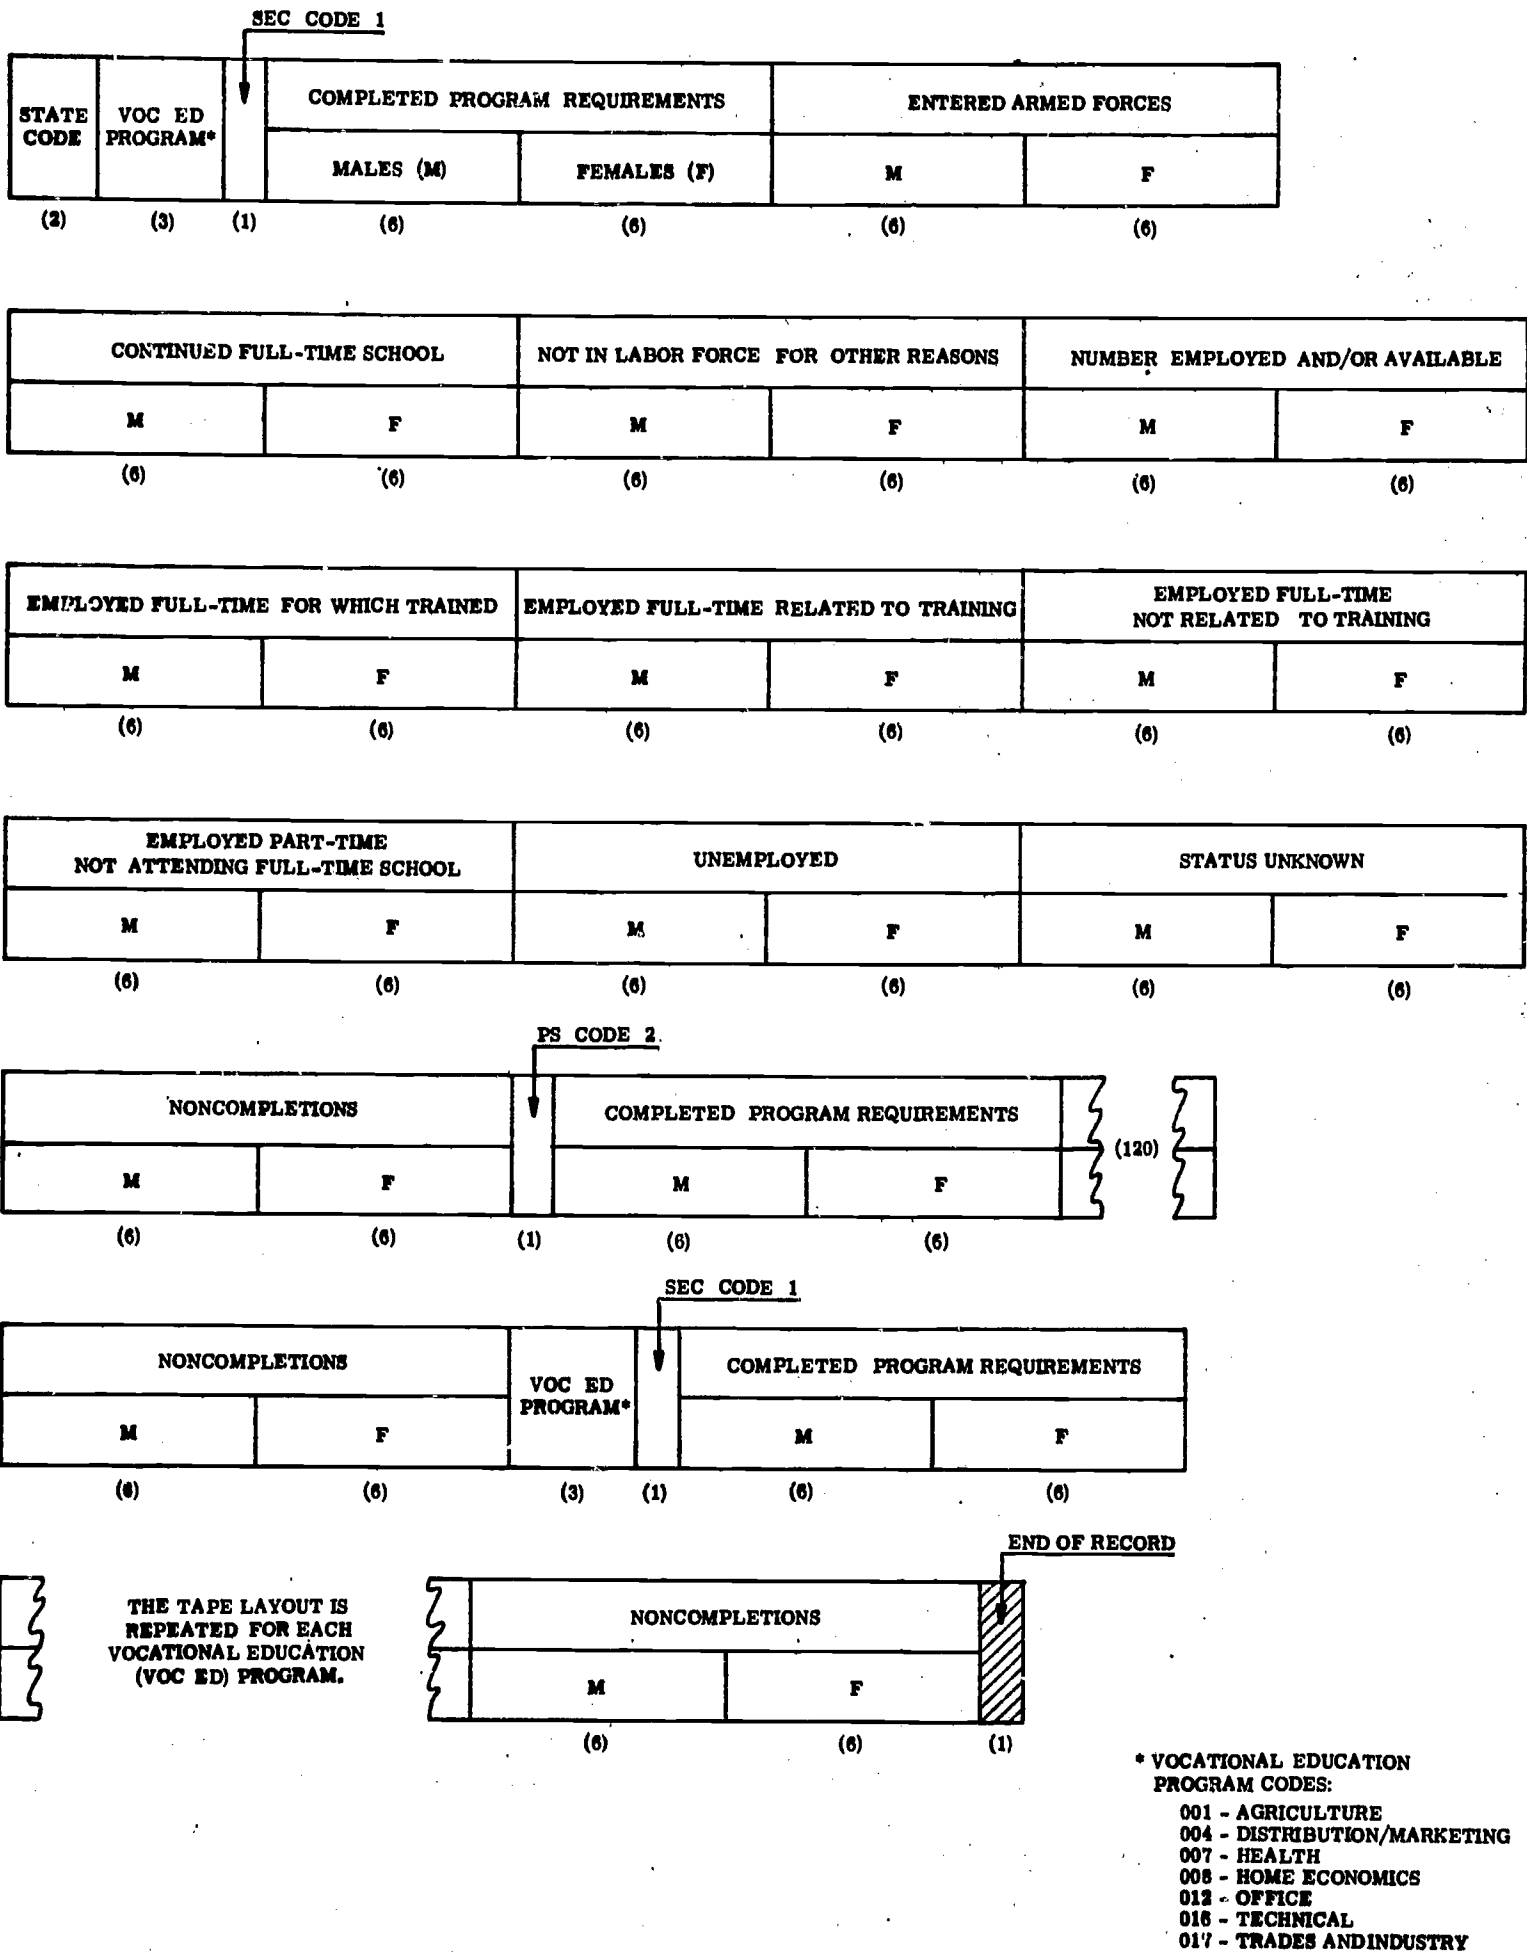 SEC CODE 1
STATE CODE
VOC ED PROGRAM*
COMPLETED PROGRAM REQUIREMENTS
ENTERED ARMED FORCES
MALES (M)
FEMALES (F)
M
F
(2)
(3)
(1)
(6)
(6)
(6)
(6)
CONTINUED FULL-TIME SCHOOL
NOT IN LABOR FORCE FOR OTHER REASONS
NUMBER EMPLOYED AND/OR AVAILABLE
M
F
M
F
M
F
(6)
(6)
(6)
(6)
(6)
(6)
EMPLOYED FULL-TIME FOR WHICH TRAINED
EMPLOYED FULL-TIME RELATED TO TRAINING
EMPLOYED FULL-TIME
NOT RELATED TO TRAINING
M
F
M
F
M
F
(6)
(6)
(6)
(6)
(6)
(6)
EMPLOYED PART-TIME
NOT ATTENDING FULL-TIME SCHOOL
UNEMPLOYED
STATUS UNKNOWN
M
F
M
F
M
F
(6)
(6)
(6)
(6)
(6)
(6)
PS CODE 2
NONCOMPLETIONS
COMPLETED PROGRAM REQUIREMENTS
(120)
M
F
M
F
(6)
(6)
(1)
(6)
(6)
SEC CODE 1
NONCOMPLETIONS
VOC ED
PROGRAM*
COMPLETED PROGRAM REQUIREMENTS
M
F
M
F
(6)
(6)
(3)
(1)
(6)
(6)
END OF RECORD
THE TAPE LAYOUT IS
REPEATED FOR EACH
VOCATIONAL EDUCATION
(VOC ED) PROGRAM.
NONCOMPLETIONS
M
F
(6)
(6)
(1)
* VOCATIONAL EDUCATION
PROGRAM CODES:
001 - AGRICULTURE
004 - DISTRIBUTION/MARKETING
007 - HEALTH
008 - HOME ECONOMICS
012 - OFFICE
016 - TECHNICAL
017 - TRADES AND INDUSTRY